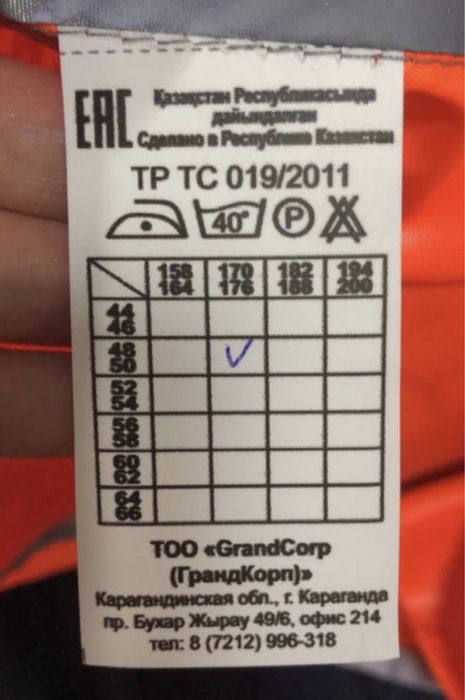 EAC
Қазақстан Республикасында
дайындалған
Сделано в Республике Казахстан
ТР ТС 019/2011
40° P
158 170 182 194
164 176 188 200
44
46
48
50
52
54
56
58
60
62
64
66
ТОО «GrandCorp
(ГрандКорп)»
Карагандинская обл., г. Караганда
пр. Бухар Жырау 49/6, офис 214
тел: 8 (7212) 996-318